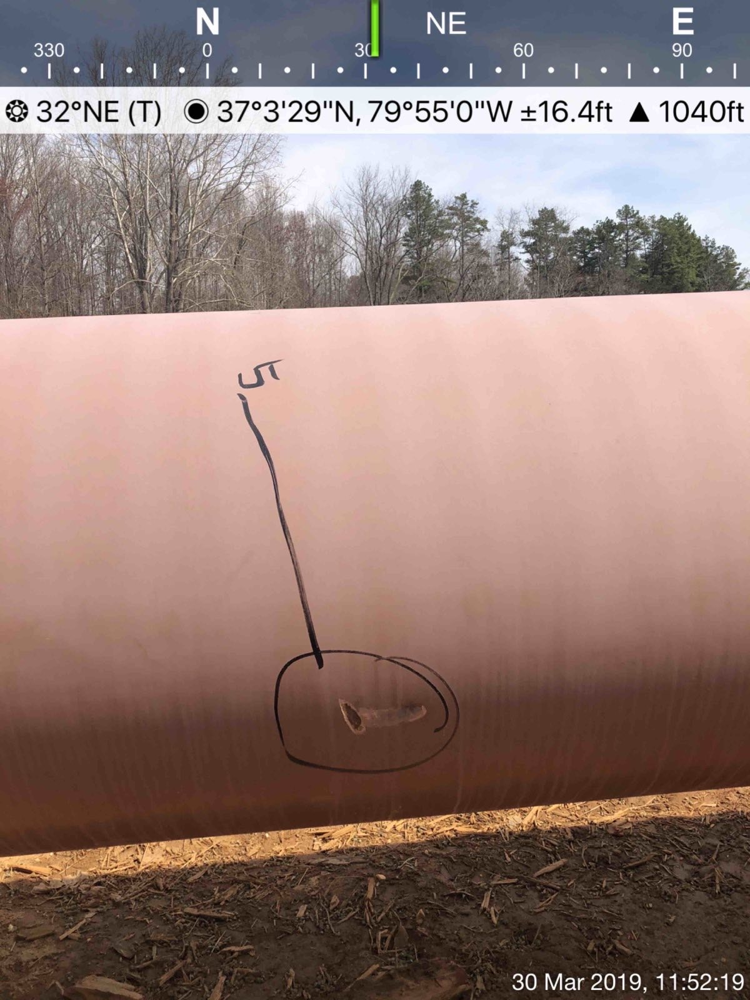 N NE E
330 0 30 60 90
32°NE (T) 37°3'29"N, 79°55'0"W ±16.4ft ▲ 1040ft
5
30 Mar 2019, 11:52:19